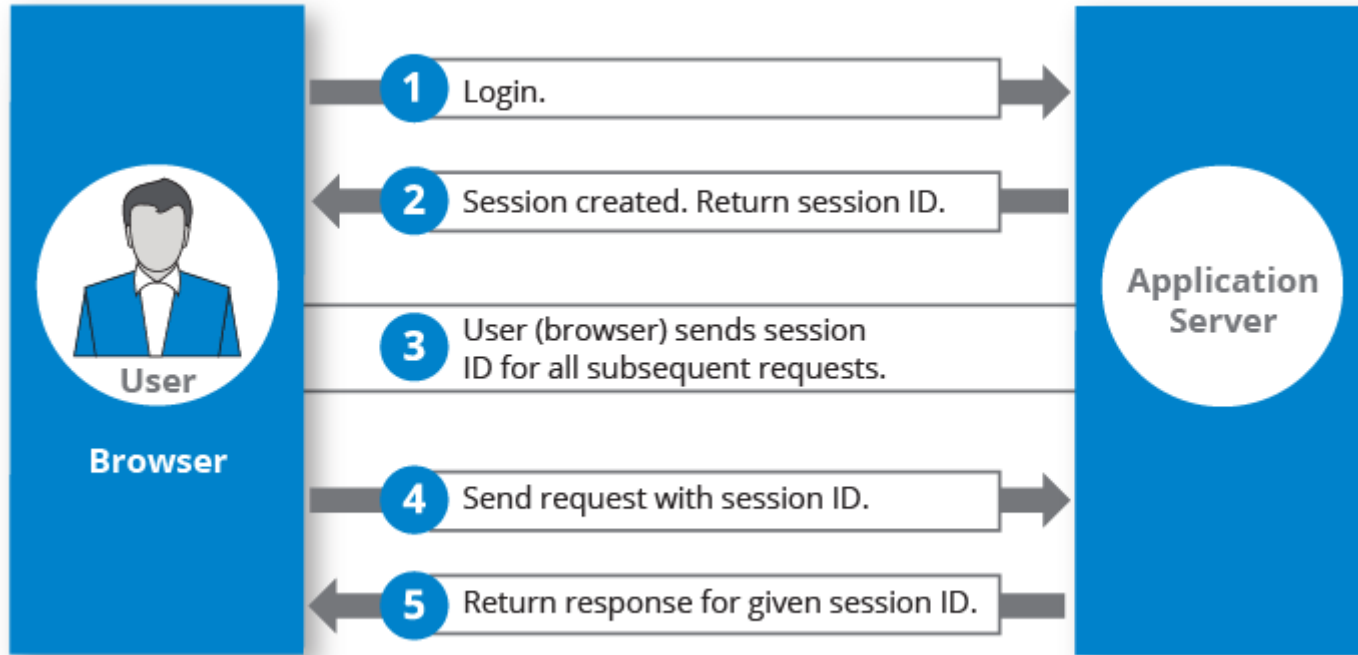 1
Login.
2
Session created. Return session ID.
3
User (browser) sends session
ID for all subsequent requests.
4
Send request with session ID.
5
Return response for given session ID.
User
Browser
Application
Server